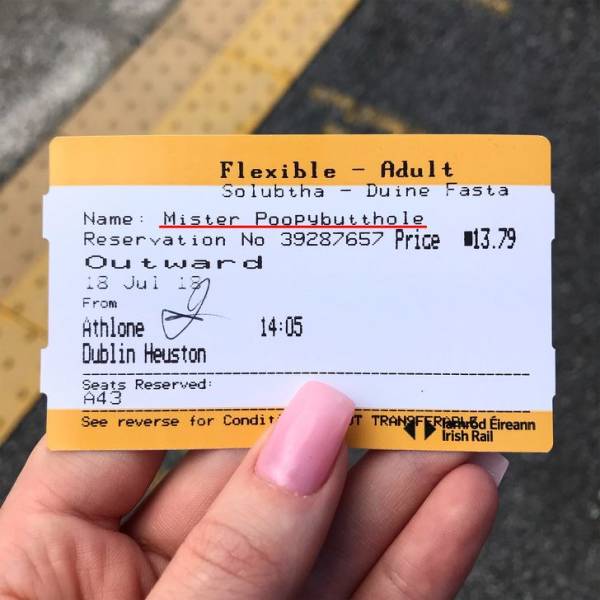 Flexible - Adult
Solubtha - Duine Fasta
Name: Mister Poopybutthole
Reservation No 39287657 Price ■13.79
Outward
18 Jul 18
From
Athlone 14:05
Dublin Heuston
Seats Reserved:
A43
See reverse for Condit
Iarnród Éireann
Irish Rail